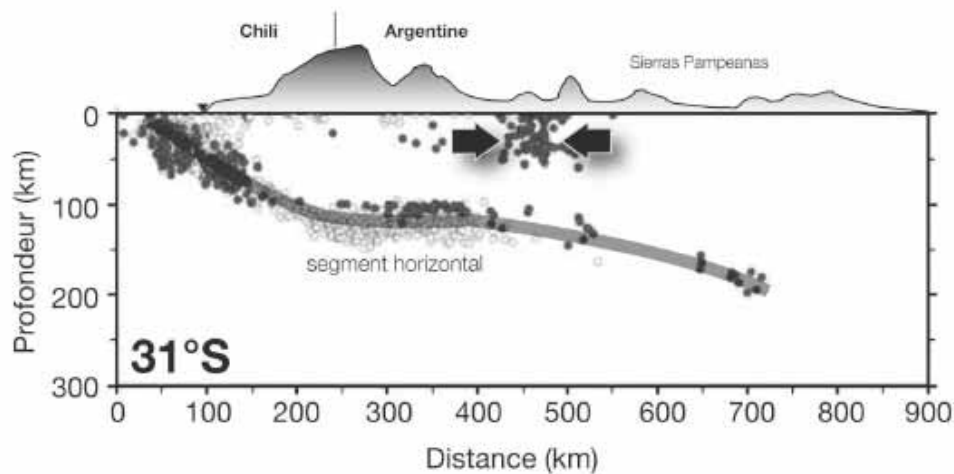 Chili Argentine
Sierras Pampeanas
0
100
200
300
Profondeur (km)
segment horizontal
31°S
0 100 200 300 400 500 600 700 800 900
Distance (km)